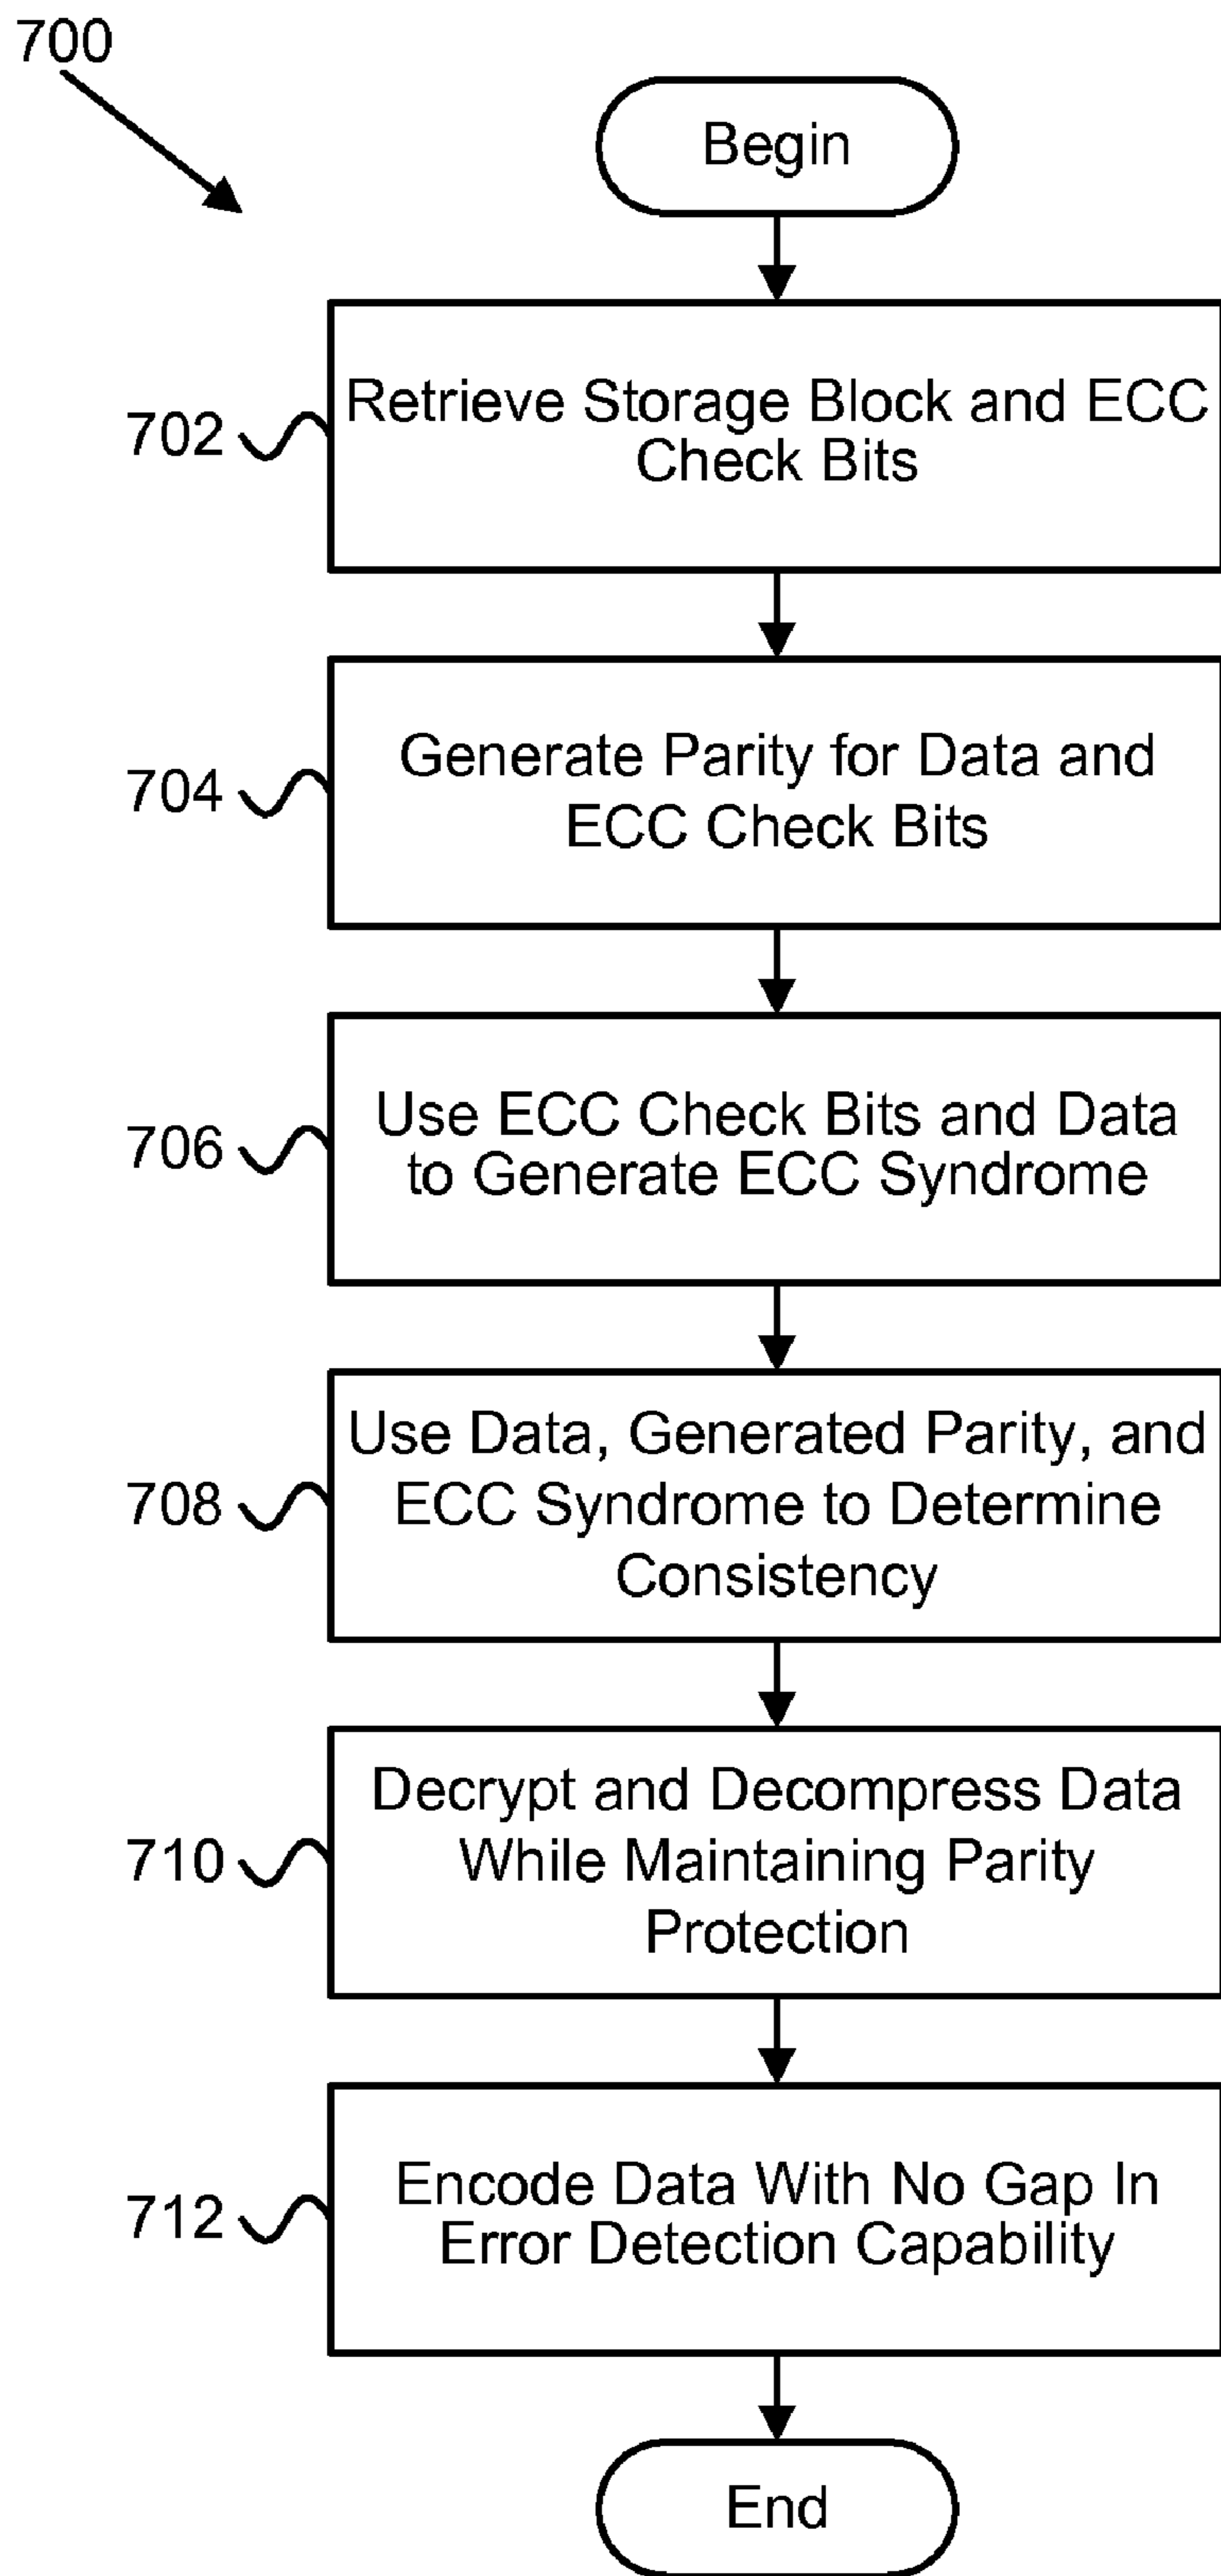 700
Begin
702
Retrieve Storage Block and ECC
Check Bits
704
Generate Parity for Data and
ECC Check Bits
706
Use ECC Check Bits and Data
to Generate ECC Syndrome
708
Use Data, Generated Parity, and
ECC Syndrome to Determine
Consistency
710
Decrypt and Decompress Data
While Maintaining Parity
Protection
712
Encode Data With No Gap In
Error Detection Capability
End